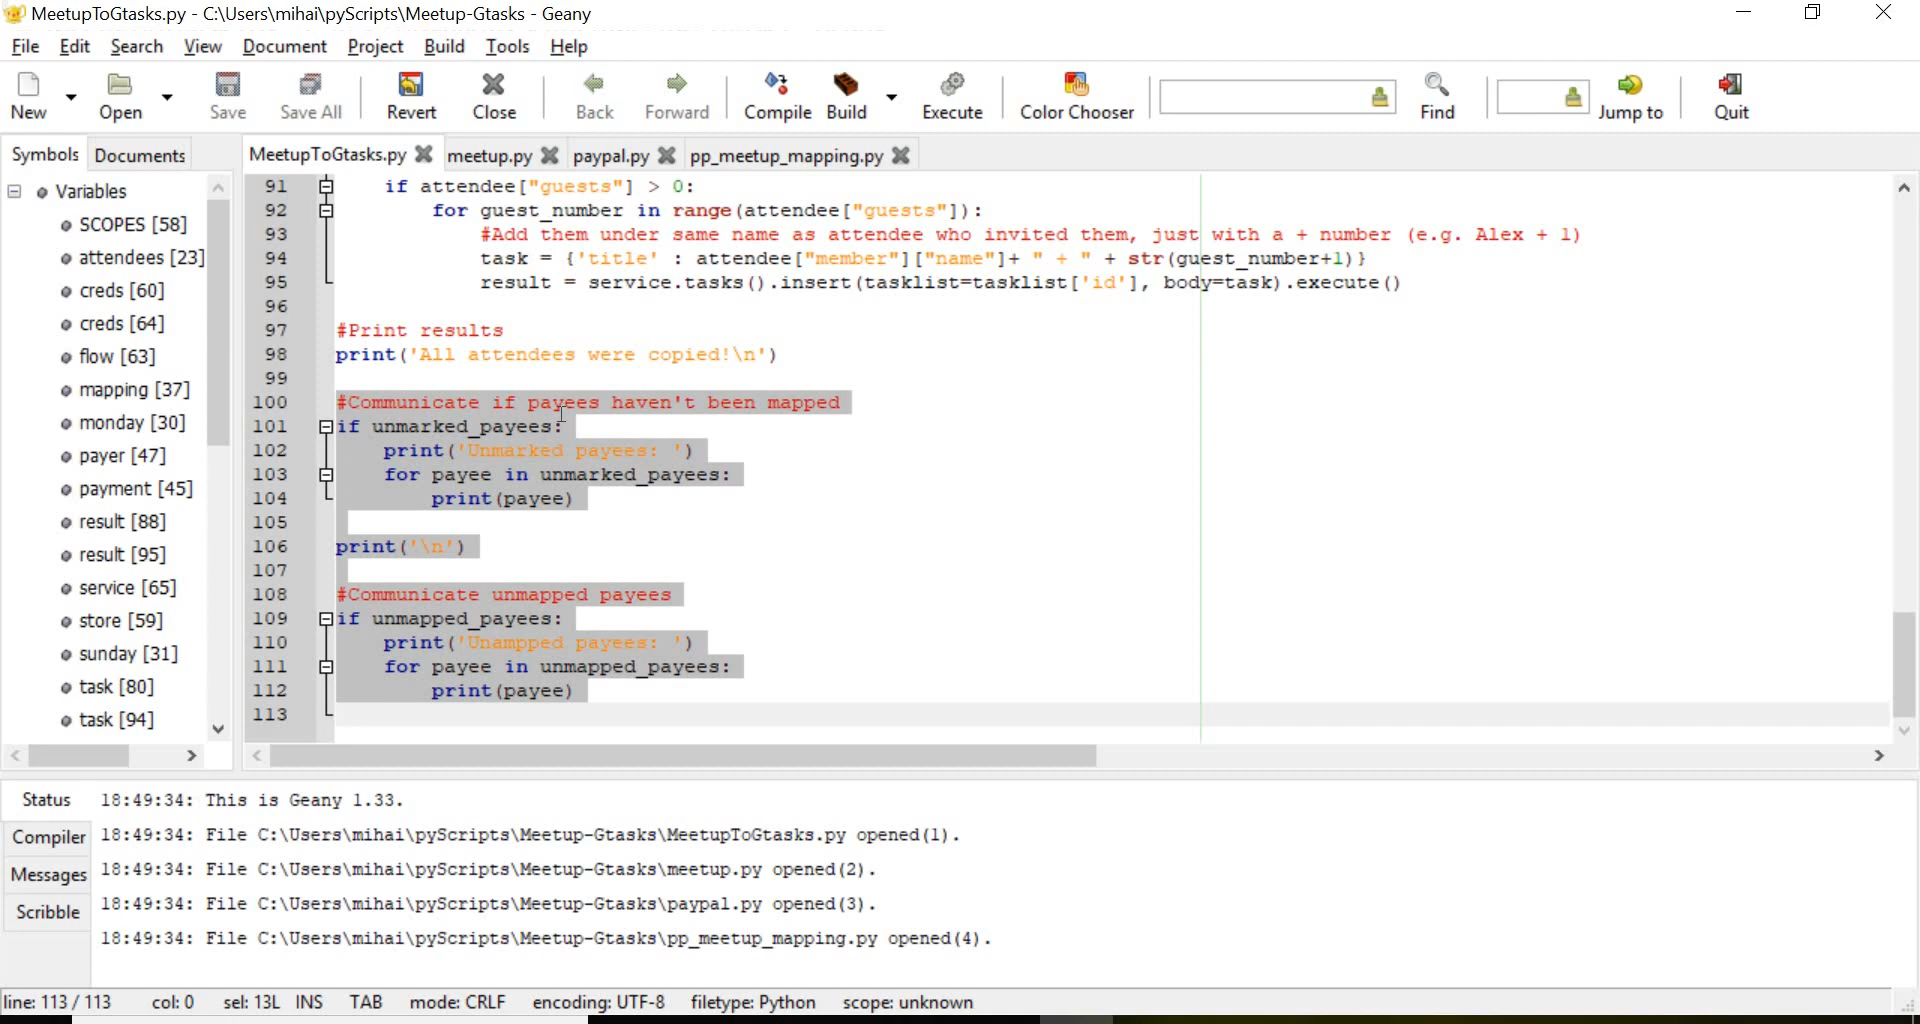 MeetupToGtasks.py - C:\Users\mihai\pyScripts\Meetup-Gtasks - Geany
File Edit Search View Document Project Build Tools Help
New Open Save Save All Revert Close Back Forward Compile Build Execute Color Chooser Find Jump to Quit
Symbols Documents
MeetupToGtasks.py meetup.py paypal.py pp_meetup_mapping.py
Variables
SCOPES [58]
attendees [23]
creds [60]
creds [64]
flow [63]
mapping [37]
monday [30]
payer [47]
payment [45]
result [88]
result [95]
service [65]
store [59]
sunday [31]
task [80]
task [94]
91 if attendee["guests"] > 0:
92 for guest_number in range(attendee["guests"]):
93 #Add them under same name as attendee who invited them, just with a + number (e.g. Alex + 1)
94 task = {'title' : attendee["member"]["name"]+ " + " + str(guest_number+1)}
95 result = service.tasks().insert(tasklist=tasklist['id'], body=task).execute()
96
97 #Print results
98 print('All attendees were copied!\n')
99
100 #Communicate if payees haven't been mapped
101 if unmarked_payees:
102 print('Unmarked payees: ')
103 for payee in unmarked_payees:
104 print(payee)
105
106 print('\n')
107
108 #Communicate unmapped payees
109 if unmapped_payees:
110 print('Unampped payees: ')
111 for payee in unmapped_payees:
112 print(payee)
113
Status
Compiler
Messages
Scribble
18:49:34: This is Geany 1.33.
18:49:34: File C:\Users\mihai\pyScripts\Meetup-Gtasks\MeetupToGtasks.py opened(1).
18:49:34: File C:\Users\mihai\pyScripts\Meetup-Gtasks\meetup.py opened(2).
18:49:34: File C:\Users\mihai\pyScripts\Meetup-Gtasks\paypal.py opened(3).
18:49:34: File C:\Users\mihai\pyScripts\Meetup-Gtasks\pp_meetup_mapping.py opened(4).
line: 113 / 113 col: 0 sel: 13L INS TAB mode: CRLF encoding: UTF-8 filetype: Python scope: unknown